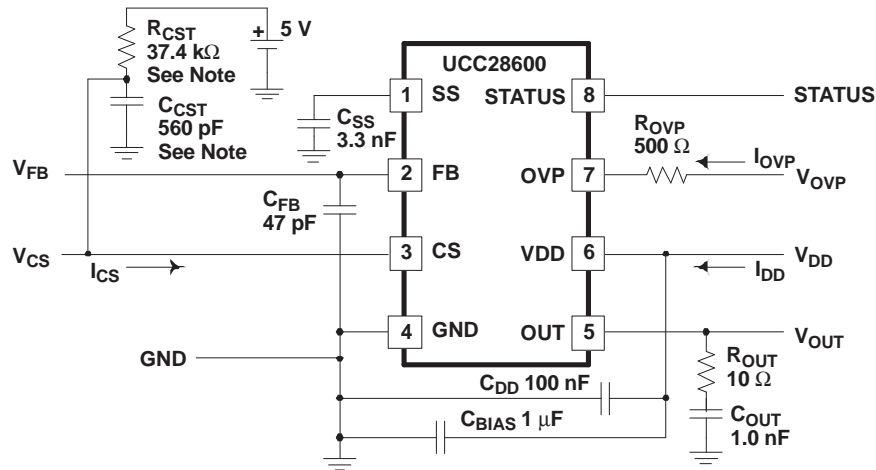 R_CST
37.4 kΩ
See Note
+ 5 V
C_CST
560 pF
See Note
UCC28600
1 SS
STATUS 8
STATUS
C_SS
3.3 nF
R_OVP
500 Ω
I_OVP
V_FB
2 FB
OVP 7
V_OVP
C_FB
47 pF
V_CS
I_CS
3 CS
VDD 6
V_DD
I_DD
4 GND
OUT 5
V_OUT
GND
R_OUT
10 Ω
C_DD 100 nF
C_BIAS 1 μF
C_OUT
1.0 nF